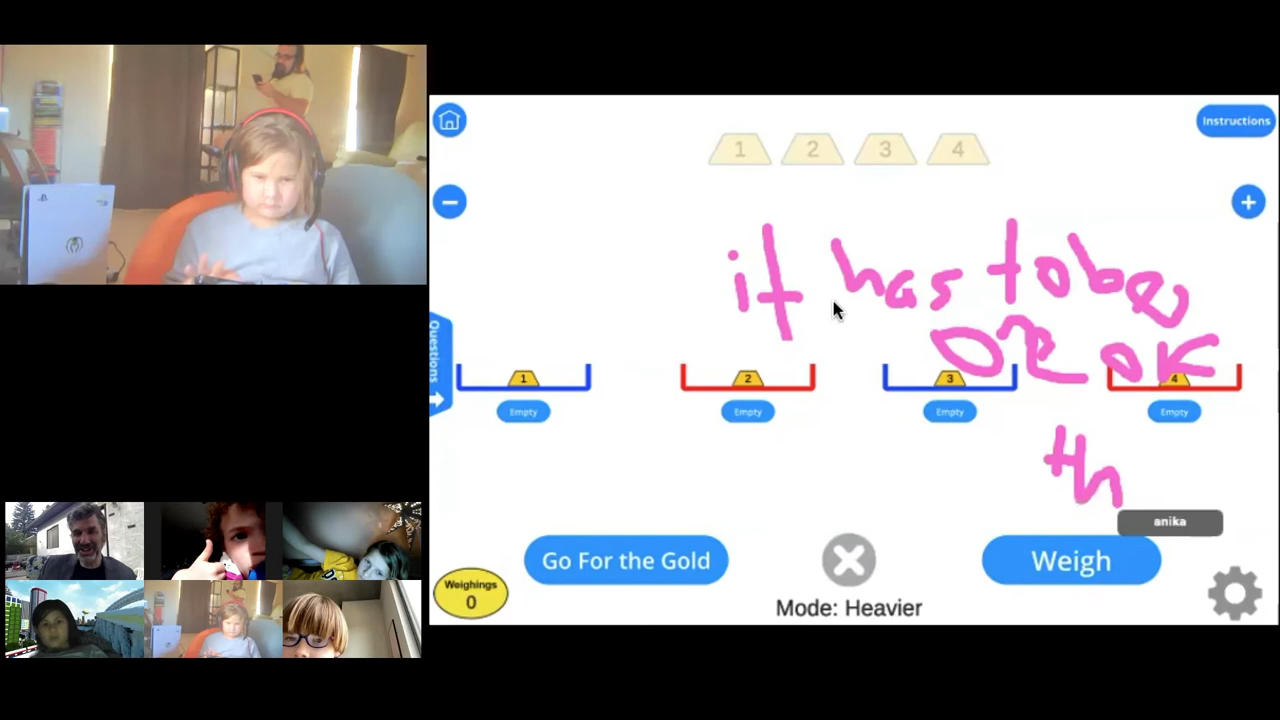 Instructions
1 2 3 4
it has to be
or ok
Questions
1 2 3 4
Empty Empty Empty Empty
th
anika
Go For the Gold
Weigh
Weighings
0
Mode: Heavier